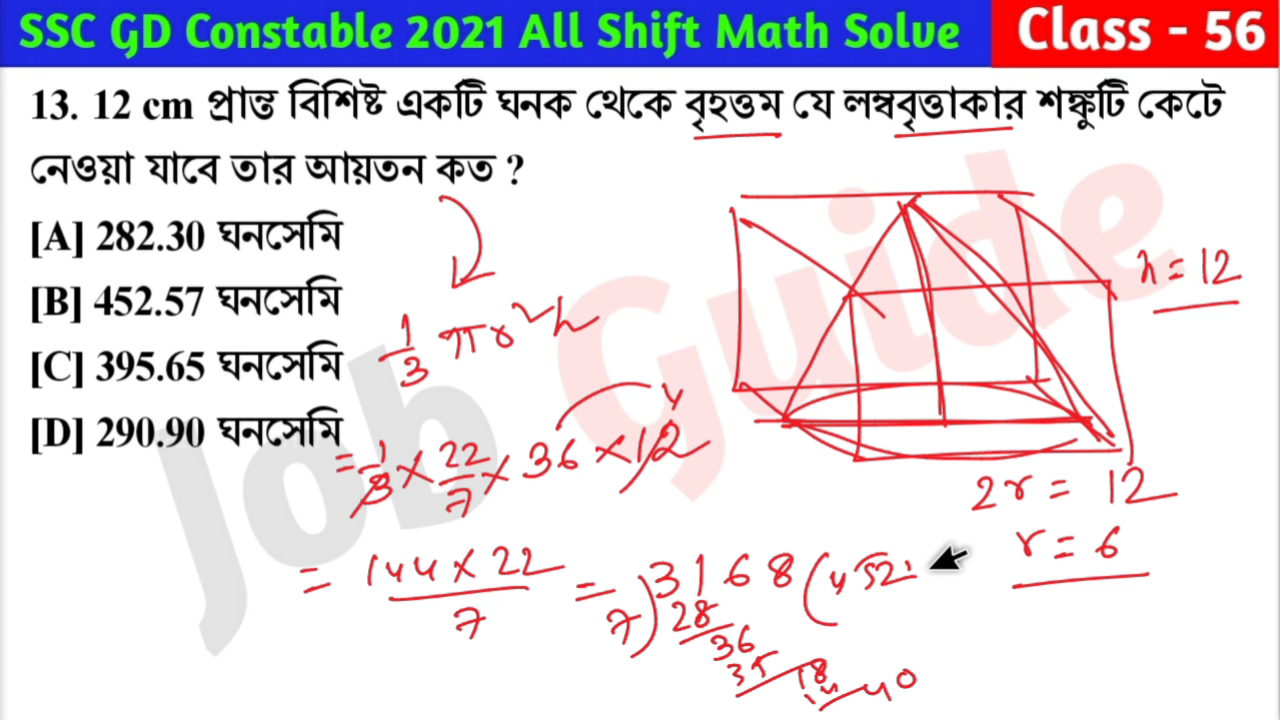 SSC GD Constable 2021 All Shift Math Solve
Class - 56
13. 12 cm প্রান্ত বিশিষ্ট একটি ঘনক থেকে বৃহত্তম যে লম্ববৃত্তাকার শঙ্কুটি কেটে
নেওয়া যাবে তার আয়তন কত ?
[A] 282.30 ঘনসেমি
[B] 452.57 ঘনসেমি
[C] 395.65 ঘনসেমি
[D] 290.90 ঘনসেমি
Job Guide
h = 12
1/3 πr²h
= 1/3 × 22/7 × 36 × 12 4
2r = 12
r = 6
= 144 × 22 / 7 = 7)3168(452.
28
36
35
18
14
40